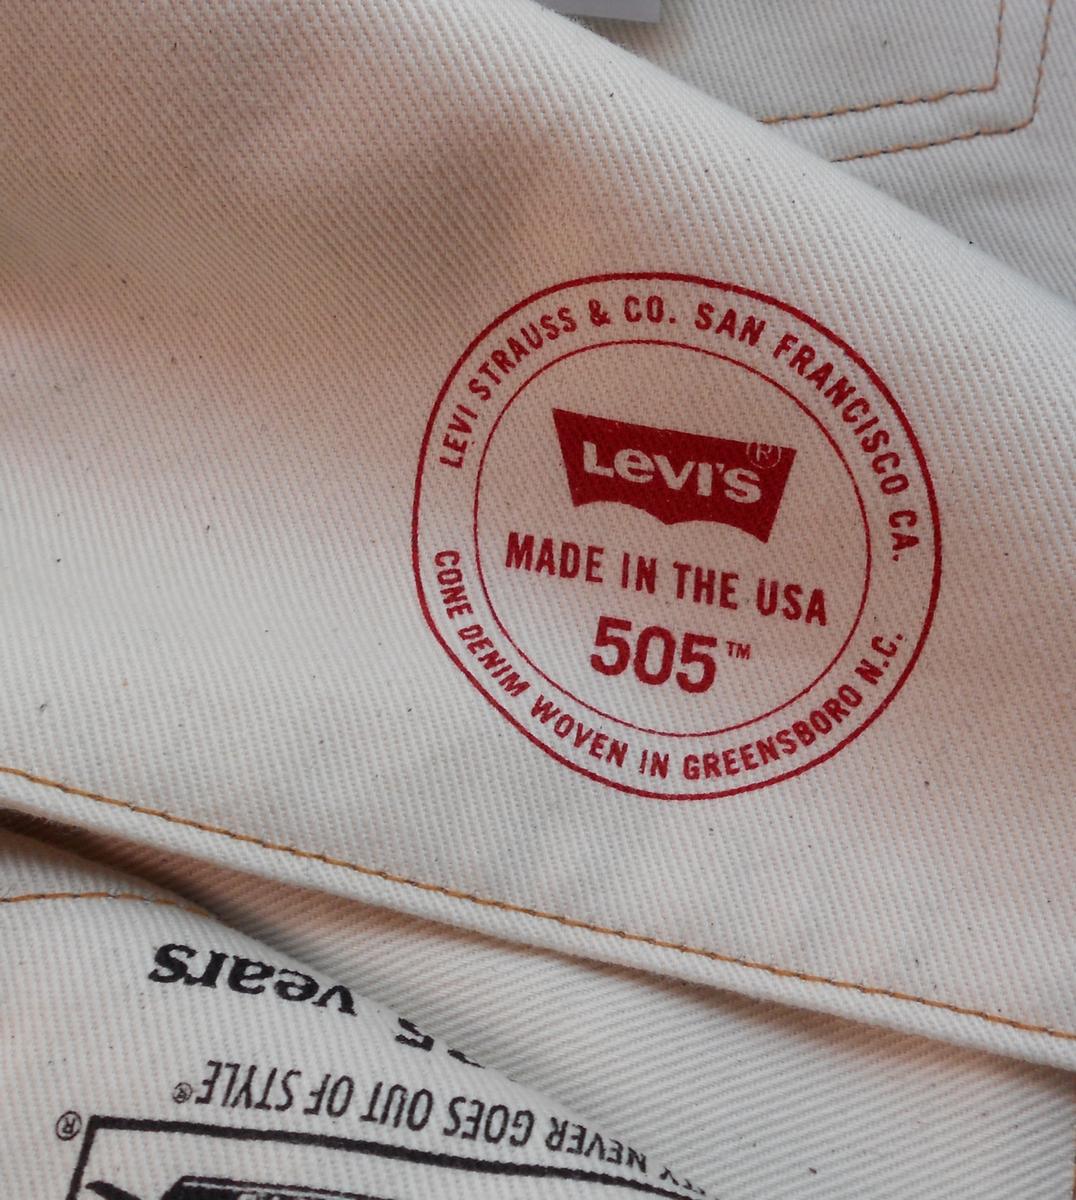 LEVI STRAUSS & CO. SAN FRANCISCO CA.
LEVI'S®
MADE IN THE USA
505™
CONE DENIM WOVEN IN GREENSBORO N.C.
years
NEVER GOES OUT OF STYLE®
®